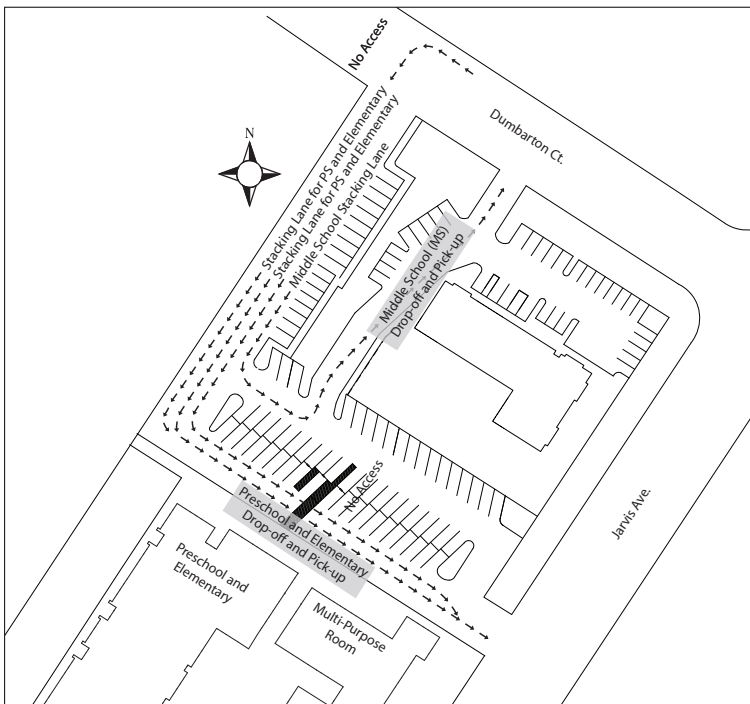 No Access
Dumbarton Ct.
N
Stacking Lane for PS and Elementary
Stacking Lane for PS and Elementary
Middle School Stacking Lane
Middle School (MS)/
Drop-off and Pick-up
No Access
Jarvis Ave.
Preschool and Elementary
Drop-off and Pick-up
Preschool and
Elementary
Multi-Purpose
Room